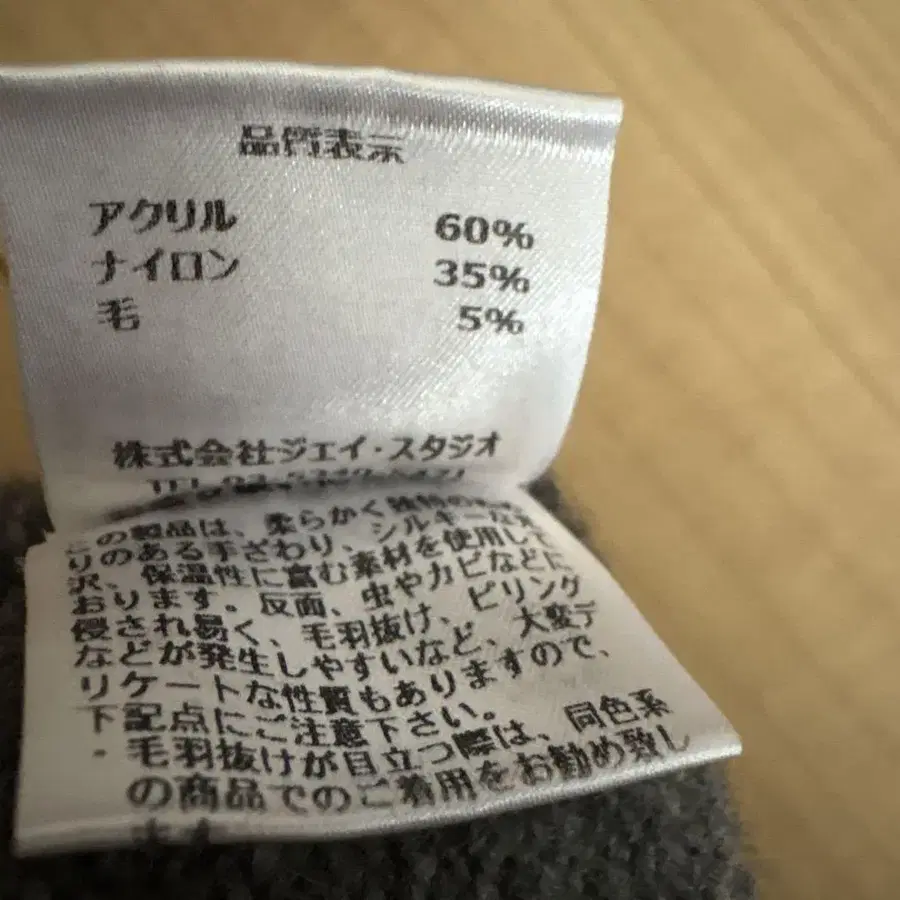 品質表示
アクリル 60%
ナイロン 35%
毛 5%
株式会社ジェイ・スタジオ
TEL 03
この製品は、柔らかく独特の
りのある手ざわり、シルキーな光
沢、保温性に富む素材を使用して
おります。反面、虫やカビなどに
侵され易く、毛羽抜け、ピリング
などが発生しやすいなど、大変デ
リケートな性質もありますので、
下記点にご注意下さい。
・毛羽抜けが目立つ際は、同色系
の商品でのご着用をお勧め致し
ます。